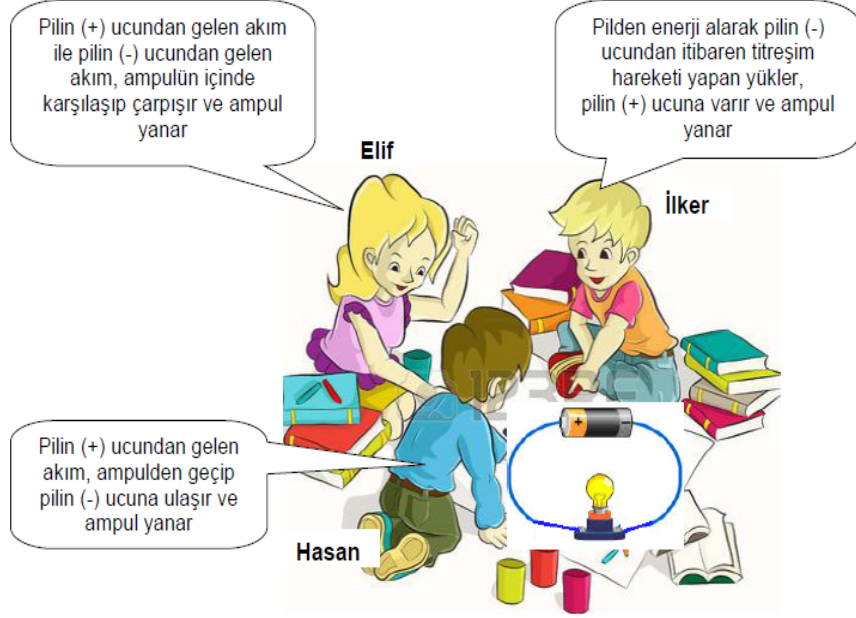 Pilin (+) ucundan gelen akım
ile pilin (-) ucundan gelen
akım, ampulün içinde
karşılaşıp çarpışır ve ampul
yanar
Pilden enerji alarak pilin (-)
ucundan itibaren titreşim
hareketi yapan yükler,
pilin (+) ucuna varır ve ampul
yanar
Elif
İlker
Pilin (+) ucundan gelen
akım, ampulden geçip
pilin (-) ucuna ulaşır ve
ampul yanar
Hasan
+ −